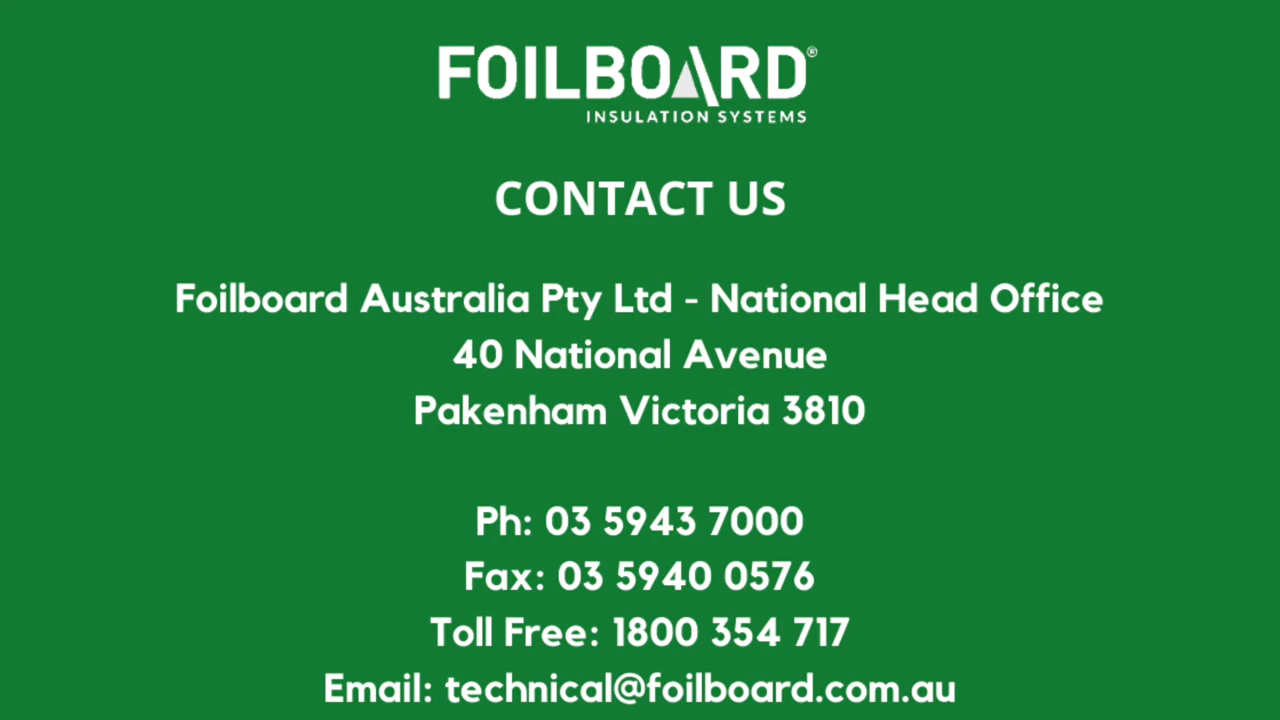 FOILBOARD®
INSULATION SYSTEMS
CONTACT US
Foilboard Australia Pty Ltd - National Head Office
40 National Avenue
Pakenham Victoria 3810
Ph: 03 5943 7000
Fax: 03 5940 0576
Toll Free: 1800 354 717
Email: technical@foilboard.com.au